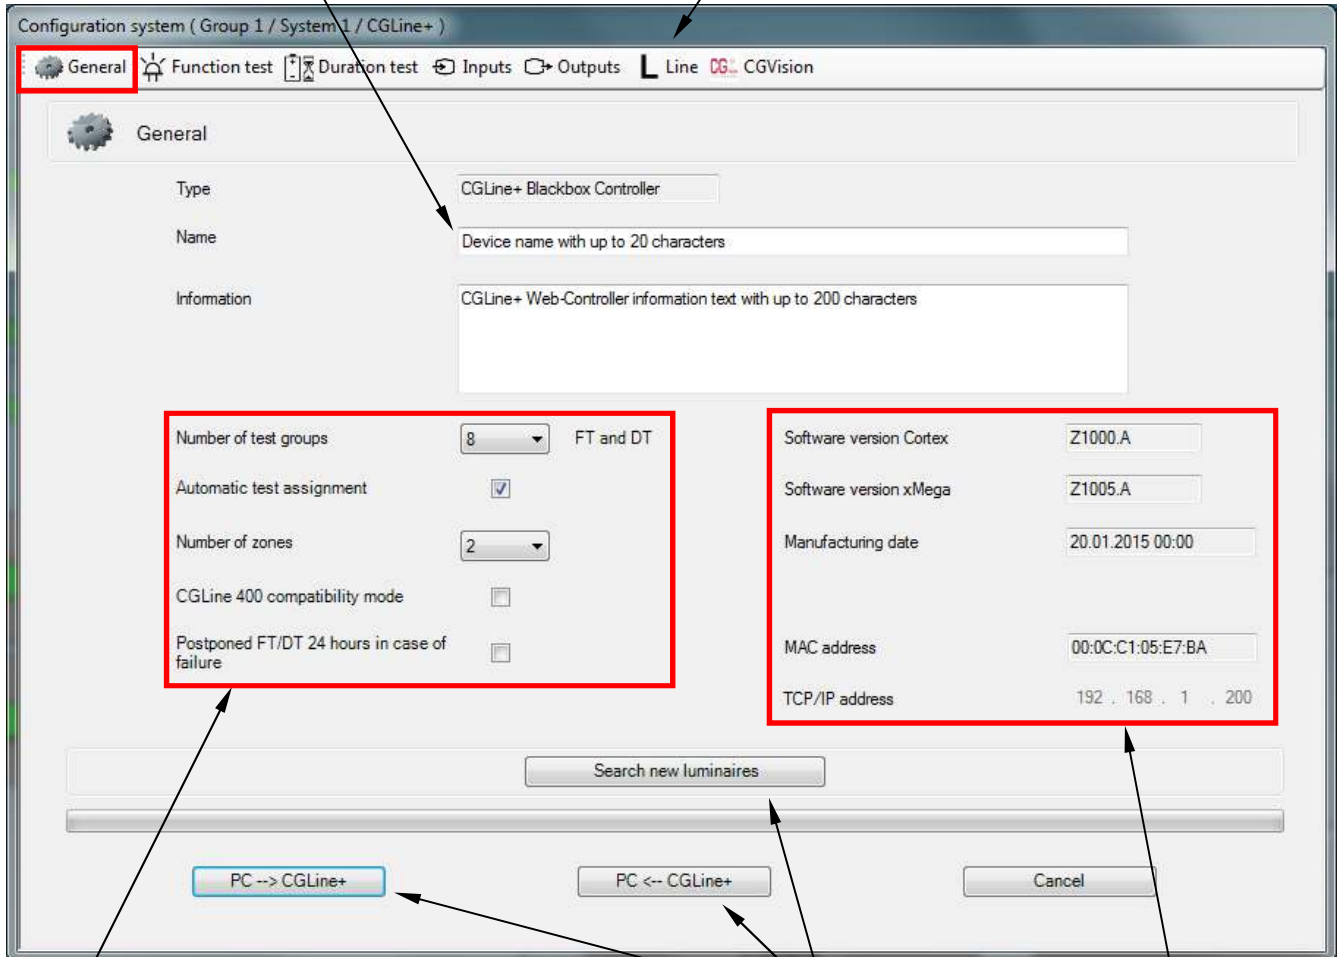 Configuration system ( Group 1 / System 1 / CGLine+ )
General Function test Duration test Inputs Outputs L Line CG CGVision
General
Type CGLine+ Blackbox Controller
Name Device name with up to 20 characters
Information CGLine+ Web-Controller information text with up to 200 characters
Number of test groups 8 FT and DT
Automatic test assignment
Number of zones 2
CGLine 400 compatibility mode
Postponed FT/DT 24 hours in case of
failure
Software version Cortex Z1000.A
Software version xMega Z1005.A
Manufacturing date 20.01.2015 00:00
MAC address 00:0C:C1:05:E7:BA
TCP/IP address 192 . 168 . 1 . 200
Search new luminaires
PC --> CGLine+ PC <-- CGLine+ Cancel